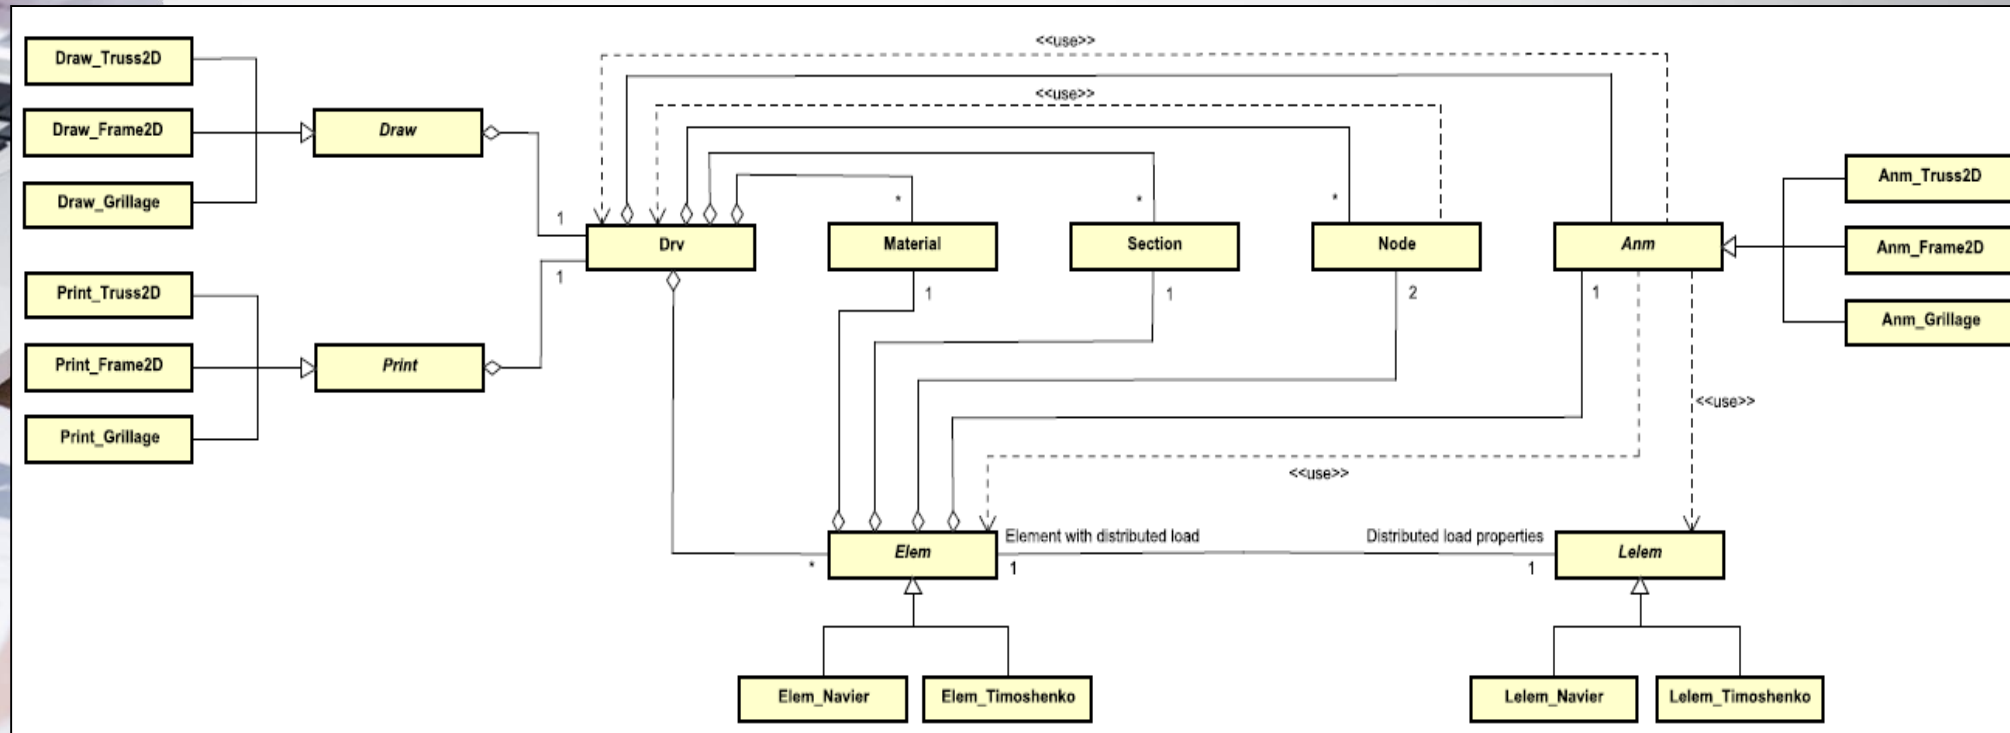 <<use>>
Draw_Truss2D
<<use>>
Draw_Frame2D
Draw
Anm_Truss2D
Draw_Grillage
*
*
*
1
Drv
Material
Section
Node
Anm
Anm_Frame2D
1
Print_Truss2D
1
1
2
1
Anm_Grillage
Print_Frame2D
Print
<<use>>
Print_Grillage
<<use>>
Element with distributed load
Distributed load properties
Elem
Lelem
*
1
1
Elem_Navier
Elem_Timoshenko
Lelem_Navier
Lelem_Timoshenko